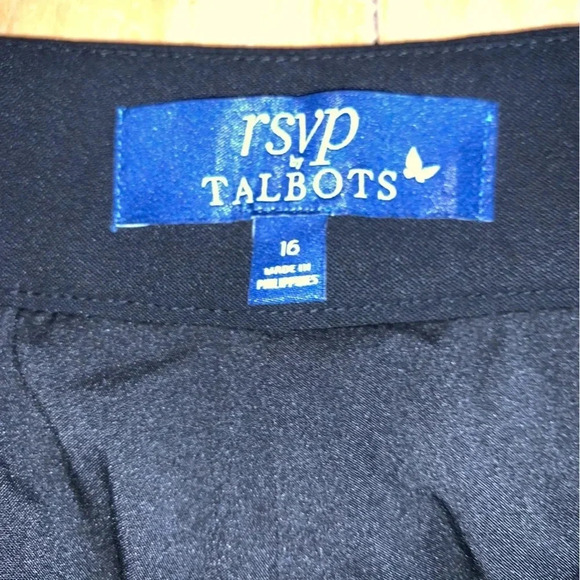 rsvp
by
TALBOTS
16
MADE IN
PHILIPPINES